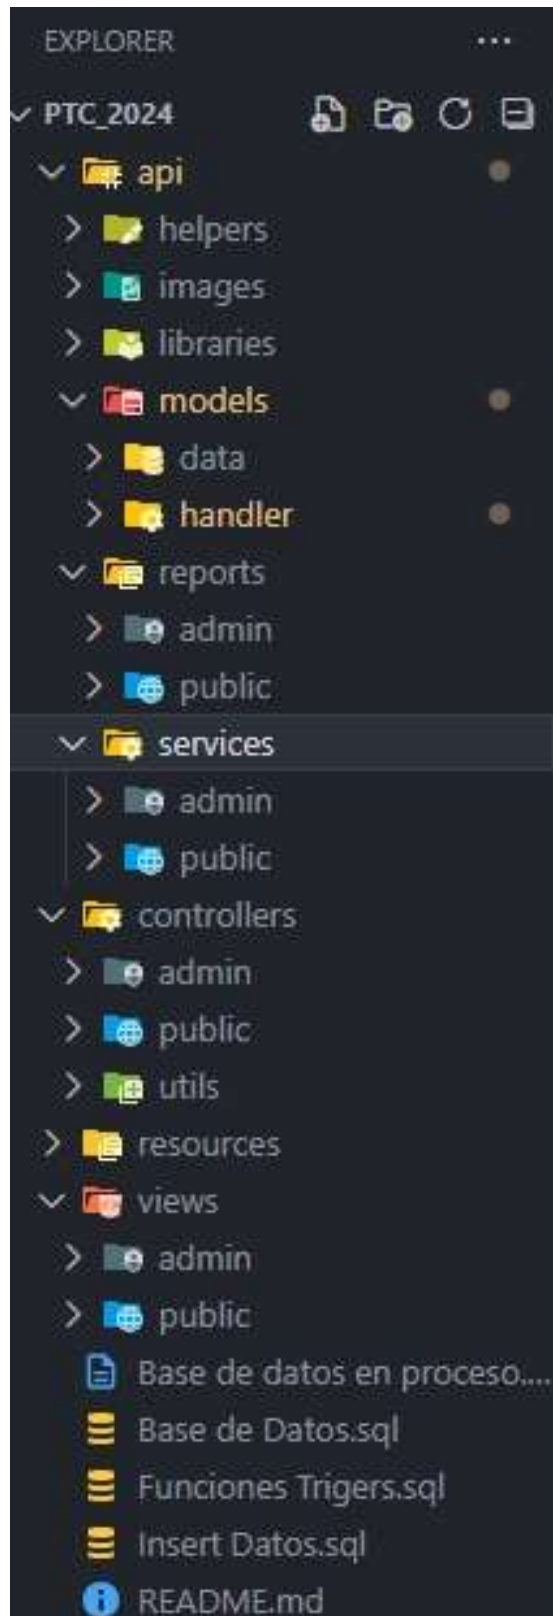 EXPLORER
PTC_2024
api
helpers
images
libraries
models
data
handler
reports
admin
public
services
admin
public
controllers
admin
public
utils
resources
views
admin
public
Base de datos en proceso....
Base de Datos.sql
Funciones Trigers.sql
Insert Datos.sql
README.md